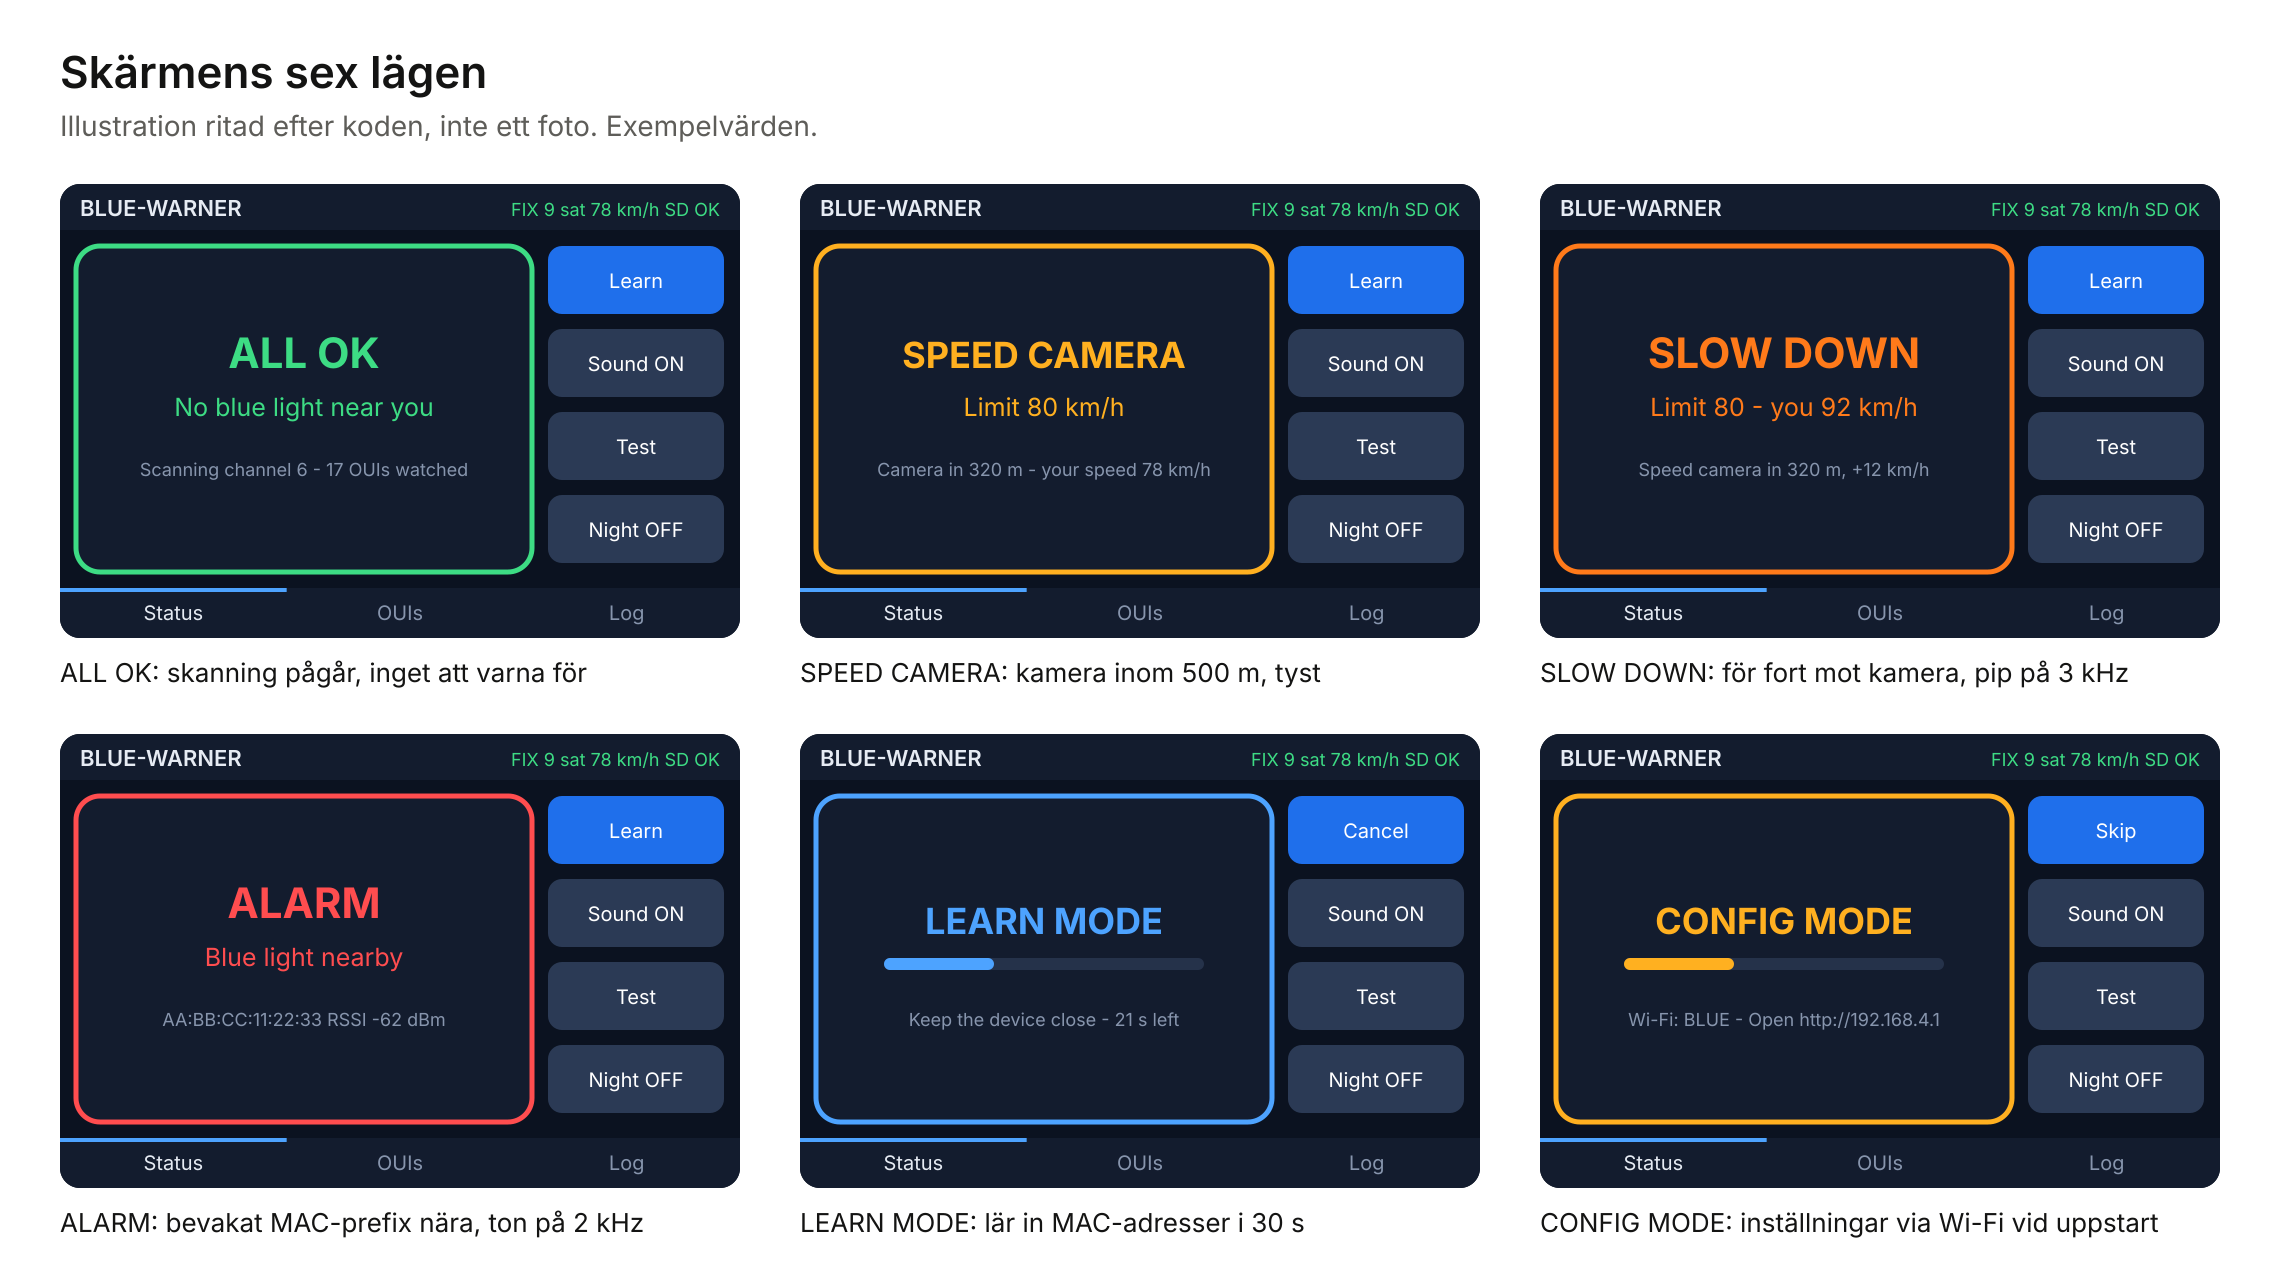 Skärmens sex lägen
Illustration ritad efter koden, inte ett foto. Exempelvärden.
BLUE-WARNER
FIX 9 sat 78 km/h SD OK
ALL OK
No blue light near you
Scanning channel 6 - 17 OUIs watched
Learn
Sound ON
Test
Night OFF
Status
OUIs
Log
ALL OK: skanning pågår, inget att varna för
BLUE-WARNER
FIX 9 sat 78 km/h SD OK
SPEED CAMERA
Limit 80 km/h
Camera in 320 m - your speed 78 km/h
Learn
Sound ON
Test
Night OFF
Status
OUIs
Log
SPEED CAMERA: kamera inom 500 m, tyst
BLUE-WARNER
FIX 9 sat 78 km/h SD OK
SLOW DOWN
Limit 80 - you 92 km/h
Speed camera in 320 m, +12 km/h
Learn
Sound ON
Test
Night OFF
Status
OUIs
Log
SLOW DOWN: för fort mot kamera, pip på 3 kHz
BLUE-WARNER
FIX 9 sat 78 km/h SD OK
ALARM
Blue light nearby
AA:BB:CC:11:22:33 RSSI -62 dBm
Learn
Sound ON
Test
Night OFF
Status
OUIs
Log
ALARM: bevakat MAC-prefix nära, ton på 2 kHz
BLUE-WARNER
FIX 9 sat 78 km/h SD OK
LEARN MODE
Keep the device close - 21 s left
Cancel
Sound ON
Test
Night OFF
Status
OUIs
Log
LEARN MODE: lär in MAC-adresser i 30 s
BLUE-WARNER
FIX 9 sat 78 km/h SD OK
CONFIG MODE
Wi-Fi: BLUE - Open http://192.168.4.1
Skip
Sound ON
Test
Night OFF
Status
OUIs
Log
CONFIG MODE: inställningar via Wi-Fi vid uppstart